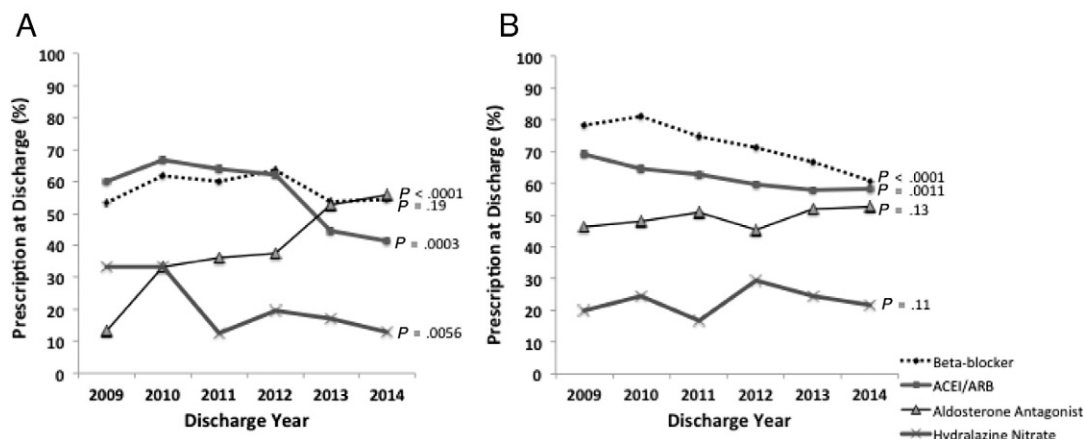 A
B
Prescription at Discharge (%)
100
90
80
70
60
50
40
30
20
10
0
P < .0001
P = .19
P = .0003
P = .0056
2009 2010 2011 2012 2013 2014
Discharge Year
Prescription at Discharge (%)
100
90
80
70
60
50
40
30
20
10
0
P < .0001
P = .0011
P = .13
P = .11
2009 2010 2011 2012 2013 2014
Discharge Year
Beta-blocker
ACEI/ARB
Aldosterone Antagonist
Hydralazine Nitrate